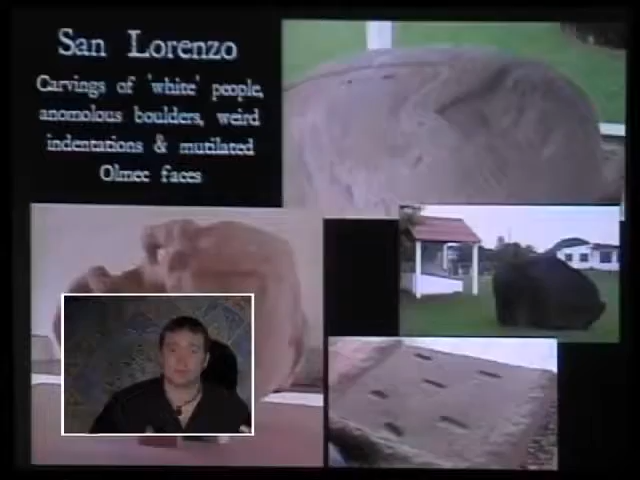 San Lorenzo
Carvings of 'white' people,
anomolous boulders, weird
indentations & mutilated
Olmec faces